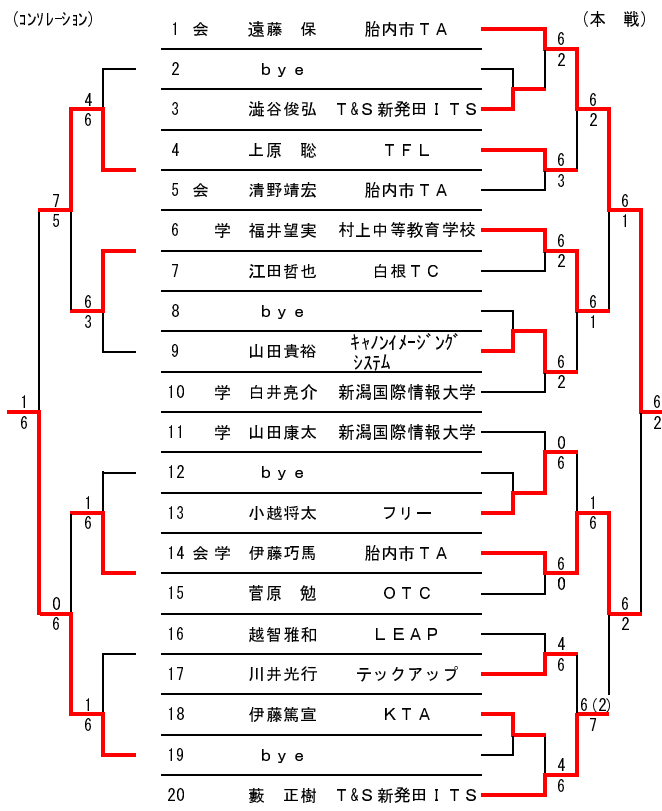 (ｺﾝｿﾚｰｼｮﾝ)
(本　戦)
1 会 遠藤　保 胎内市ＴＡ
2 ｂｙｅ
3 澁谷俊弘 Ｔ&Ｓ新発田ＩＴＳ
4 上原　聡 ＴＦＬ
5 会 清野靖宏 胎内市ＴＡ
6 学 福井望実 村上中等教育学校
7 江田哲也 白根ＴＣ
8 ｂｙｅ
9 山田貴裕 ｷｬﾉﾝｲﾒｰｼﾞﾝｸﾞ
ｼｽﾃﾑ
10 学 白井亮介 新潟国際情報大学
11 学 山田康太 新潟国際情報大学
12 ｂｙｅ
13 小越将太 フリー
14 会 学 伊藤巧馬 胎内市ＴＡ
15 菅原　勉 ＯＴＣ
16 越智雅和 ＬＥＡＰ
17 川井光行 テックアップ
18 伊藤篤宣 ＫＴＡ
19 ｂｙｅ
20 藪　正樹 Ｔ&Ｓ新発田ＩＴＳ
4
6
7
5
6
3
1
6
1
6
0
6
1
6
6
2
6
2
6
3
6
1
6
2
6
1
6
2
6
2
0
6
1
6
6
0
6
2
4
6
6(2)
7
4
6